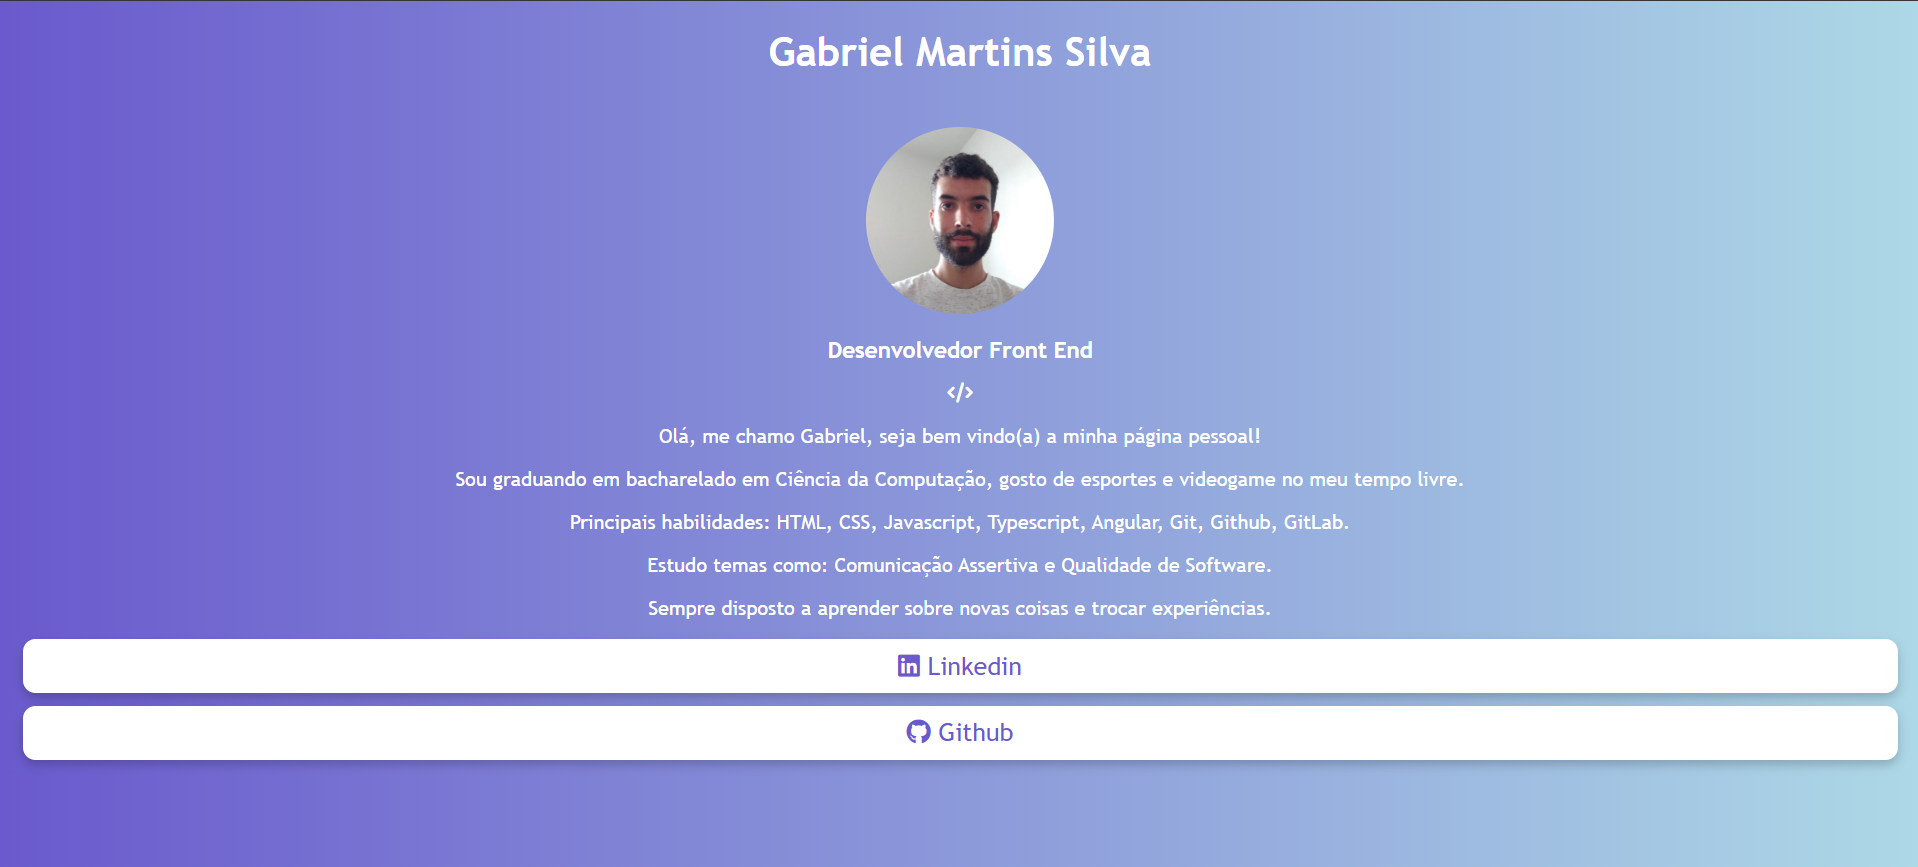 Gabriel Martins Silva
Desenvolvedor Front End
</>
Olá, me chamo Gabriel, seja bem vindo(a) a minha página pessoal!
Sou graduando em bacharelado em Ciência da Computação, gosto de esportes e videogame no meu tempo livre.
Principais habilidades: HTML, CSS, Javascript, Typescript, Angular, Git, Github, GitLab.
Estudo temas como: Comunicação Assertiva e Qualidade de Software.
Sempre disposto a aprender sobre novas coisas e trocar experiências.
in Linkedin
Github